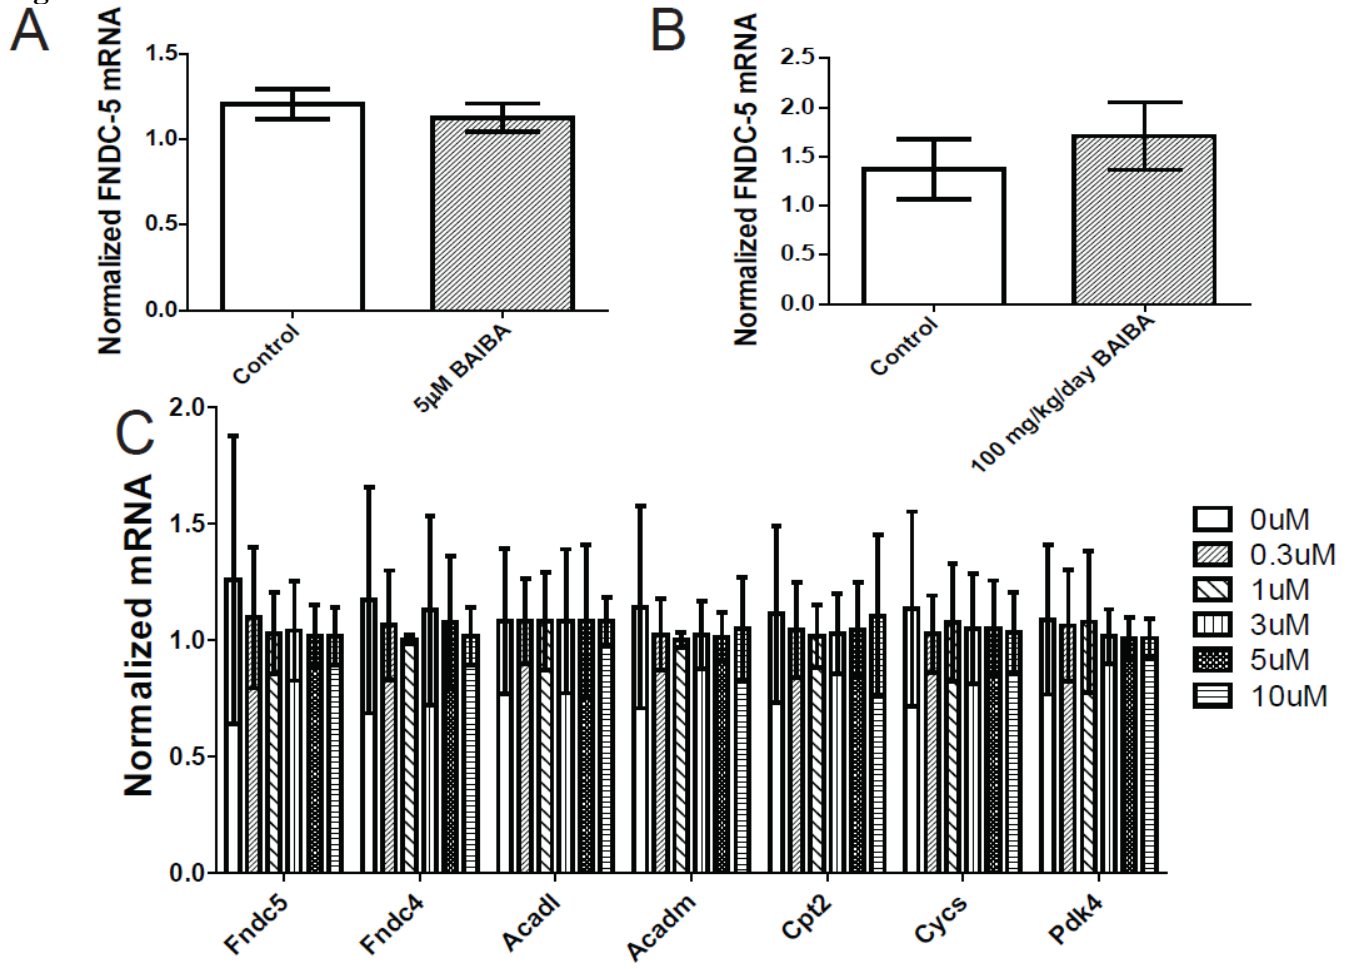 A
Normalized FNDC-5 mRNA
1.5
1.0
0.5
0.0
Control
5µM BAIBA
B
Normalized FNDC-5 mRNA
2.5
2.0
1.5
1.0
0.5
0.0
Control
100 mg/kg/day BAIBA
C
Normalized mRNA
2.0
1.5
1.0
0.5
0.0
Fndc5
Fndc4
Acadl
Acadm
Cpt2
Cycs
Pdk4
0uM
0.3uM
1uM
3uM
5uM
10uM